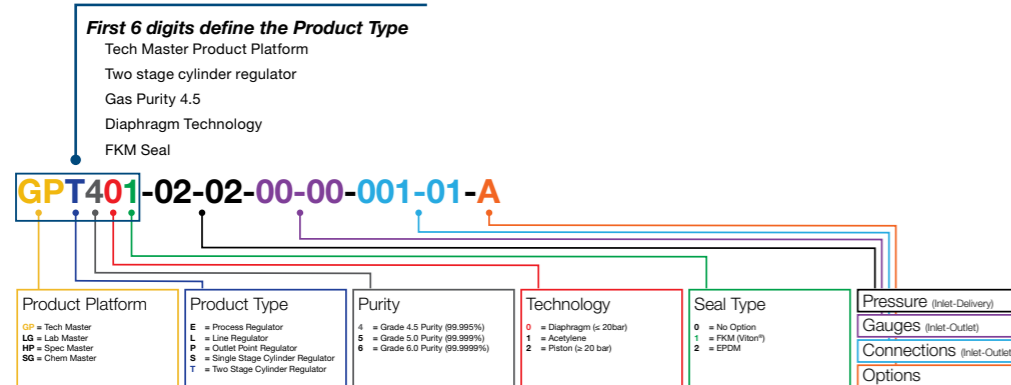 First 6 digits define the Product Type
Tech Master Product Platform
Two stage cylinder regulator
Gas Purity 4.5
Diaphragm Technology
FKM Seal
GPT401-02-02-00-00-001-01-A
Product Platform
GP = Tech Master
LG = Lab Master
HP = Spec Master
SG = Chem Master
Product Type
E = Process Regulator
L = Line Regulator
P = Outlet Point Regulator
S = Single Stage Cylinder Regulator
T = Two Stage Cylinder Regulator
Purity
4 = Grade 4.5 Purity (99.995%)
5 = Grade 5.0 Purity (99.999%)
6 = Grade 6.0 Purity (99.9999%)
Technology
0 = Diaphragm (≤ 20bar)
1 = Acetylene
2 = Piston (≥ 20 bar)
Seal Type
0 = No Option
1 = FKM (Viton®)
2 = EPDM
Pressure (Inlet-Delivery)
Gauges (Inlet-Outlet)
Connections (Inlet-Outlet
Options